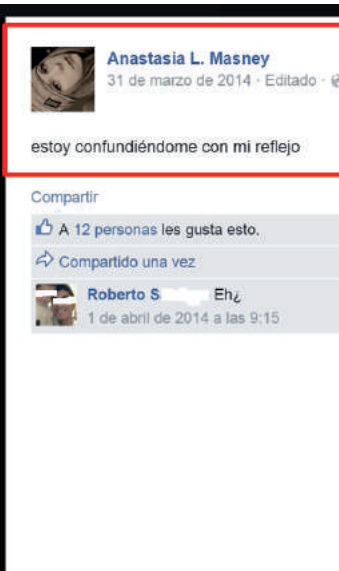 Anastasia L. Masney
31 de marzo de 2014 · Editado ·
estoy confundiéndome con mi reflejo
Compartir
A 12 personas les gusta esto.
Compartido una vez
Roberto S Eh¿
1 de abril de 2014 a las 9:15